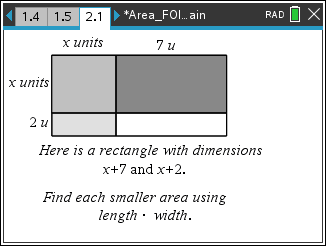 1.4 1.5 2.1 *Area_FOI...ain RAD
x units 7 u
x units
2 u
Here is a rectangle with dimensions
x+7 and x+2.
Find each smaller area using
length · width.